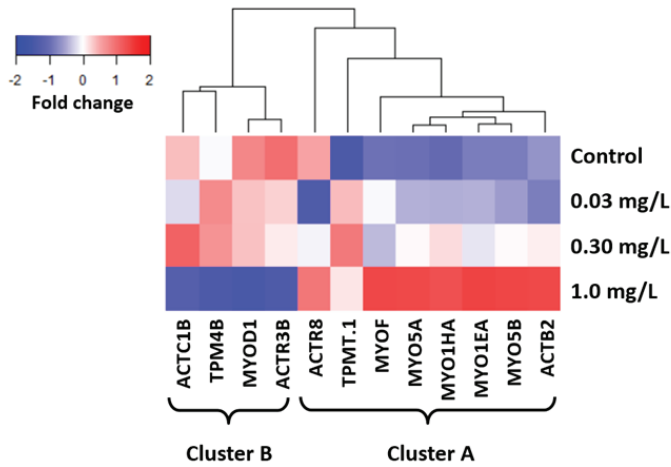 -2 -1 0 1 2
Fold change
Control
0.03 mg/L
0.30 mg/L
1.0 mg/L
ACTC1B
TPM4B
MYOD1
ACTR3B
ACTR8
TPMT.1
MYOF
MYO5A
MYO1HA
MYO1EA
MYO5B
ACTB2
Cluster B
Cluster A